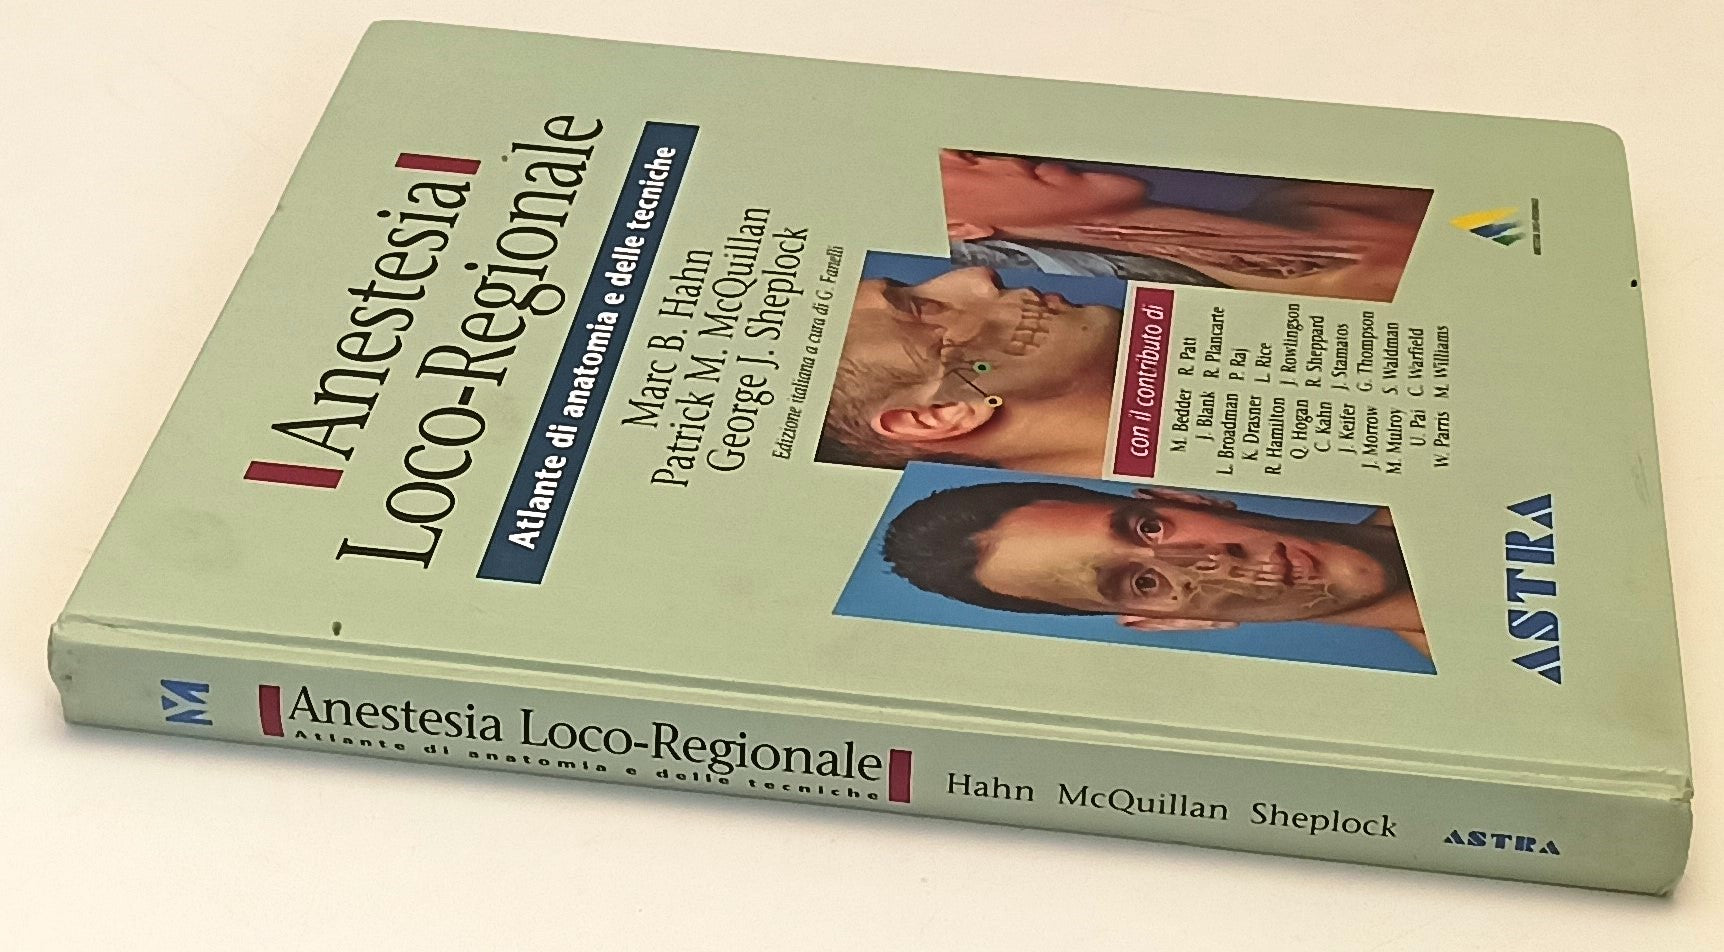 Anestesia
Loco-Regionale
Atlante di anatomia e delle tecniche
Marc B. Hahn
Patrick M. McQuillan
George J. Sheplock
Edizione italiana a cura di G. Fanelli
con il contributo di
M. Bedder R. Patt
J. Blank R. Plancarte
L. Broadman P. Raj
K. Drasner L. Rice
R. Hamilton J. Rowlingson
Q. Hogan R. Sheppard
C. Kahn J. Stamatos
J. Keifer G. Thompson
J. Morrow S. Waldman
M. Mulroy C. Warfield
U. Pai M. Williams
W. Parris
ASTRA
M
Anestesia Loco-Regionale
Atlante di anatomia e delle tecniche
Hahn McQuillan Sheplock
ASTRA